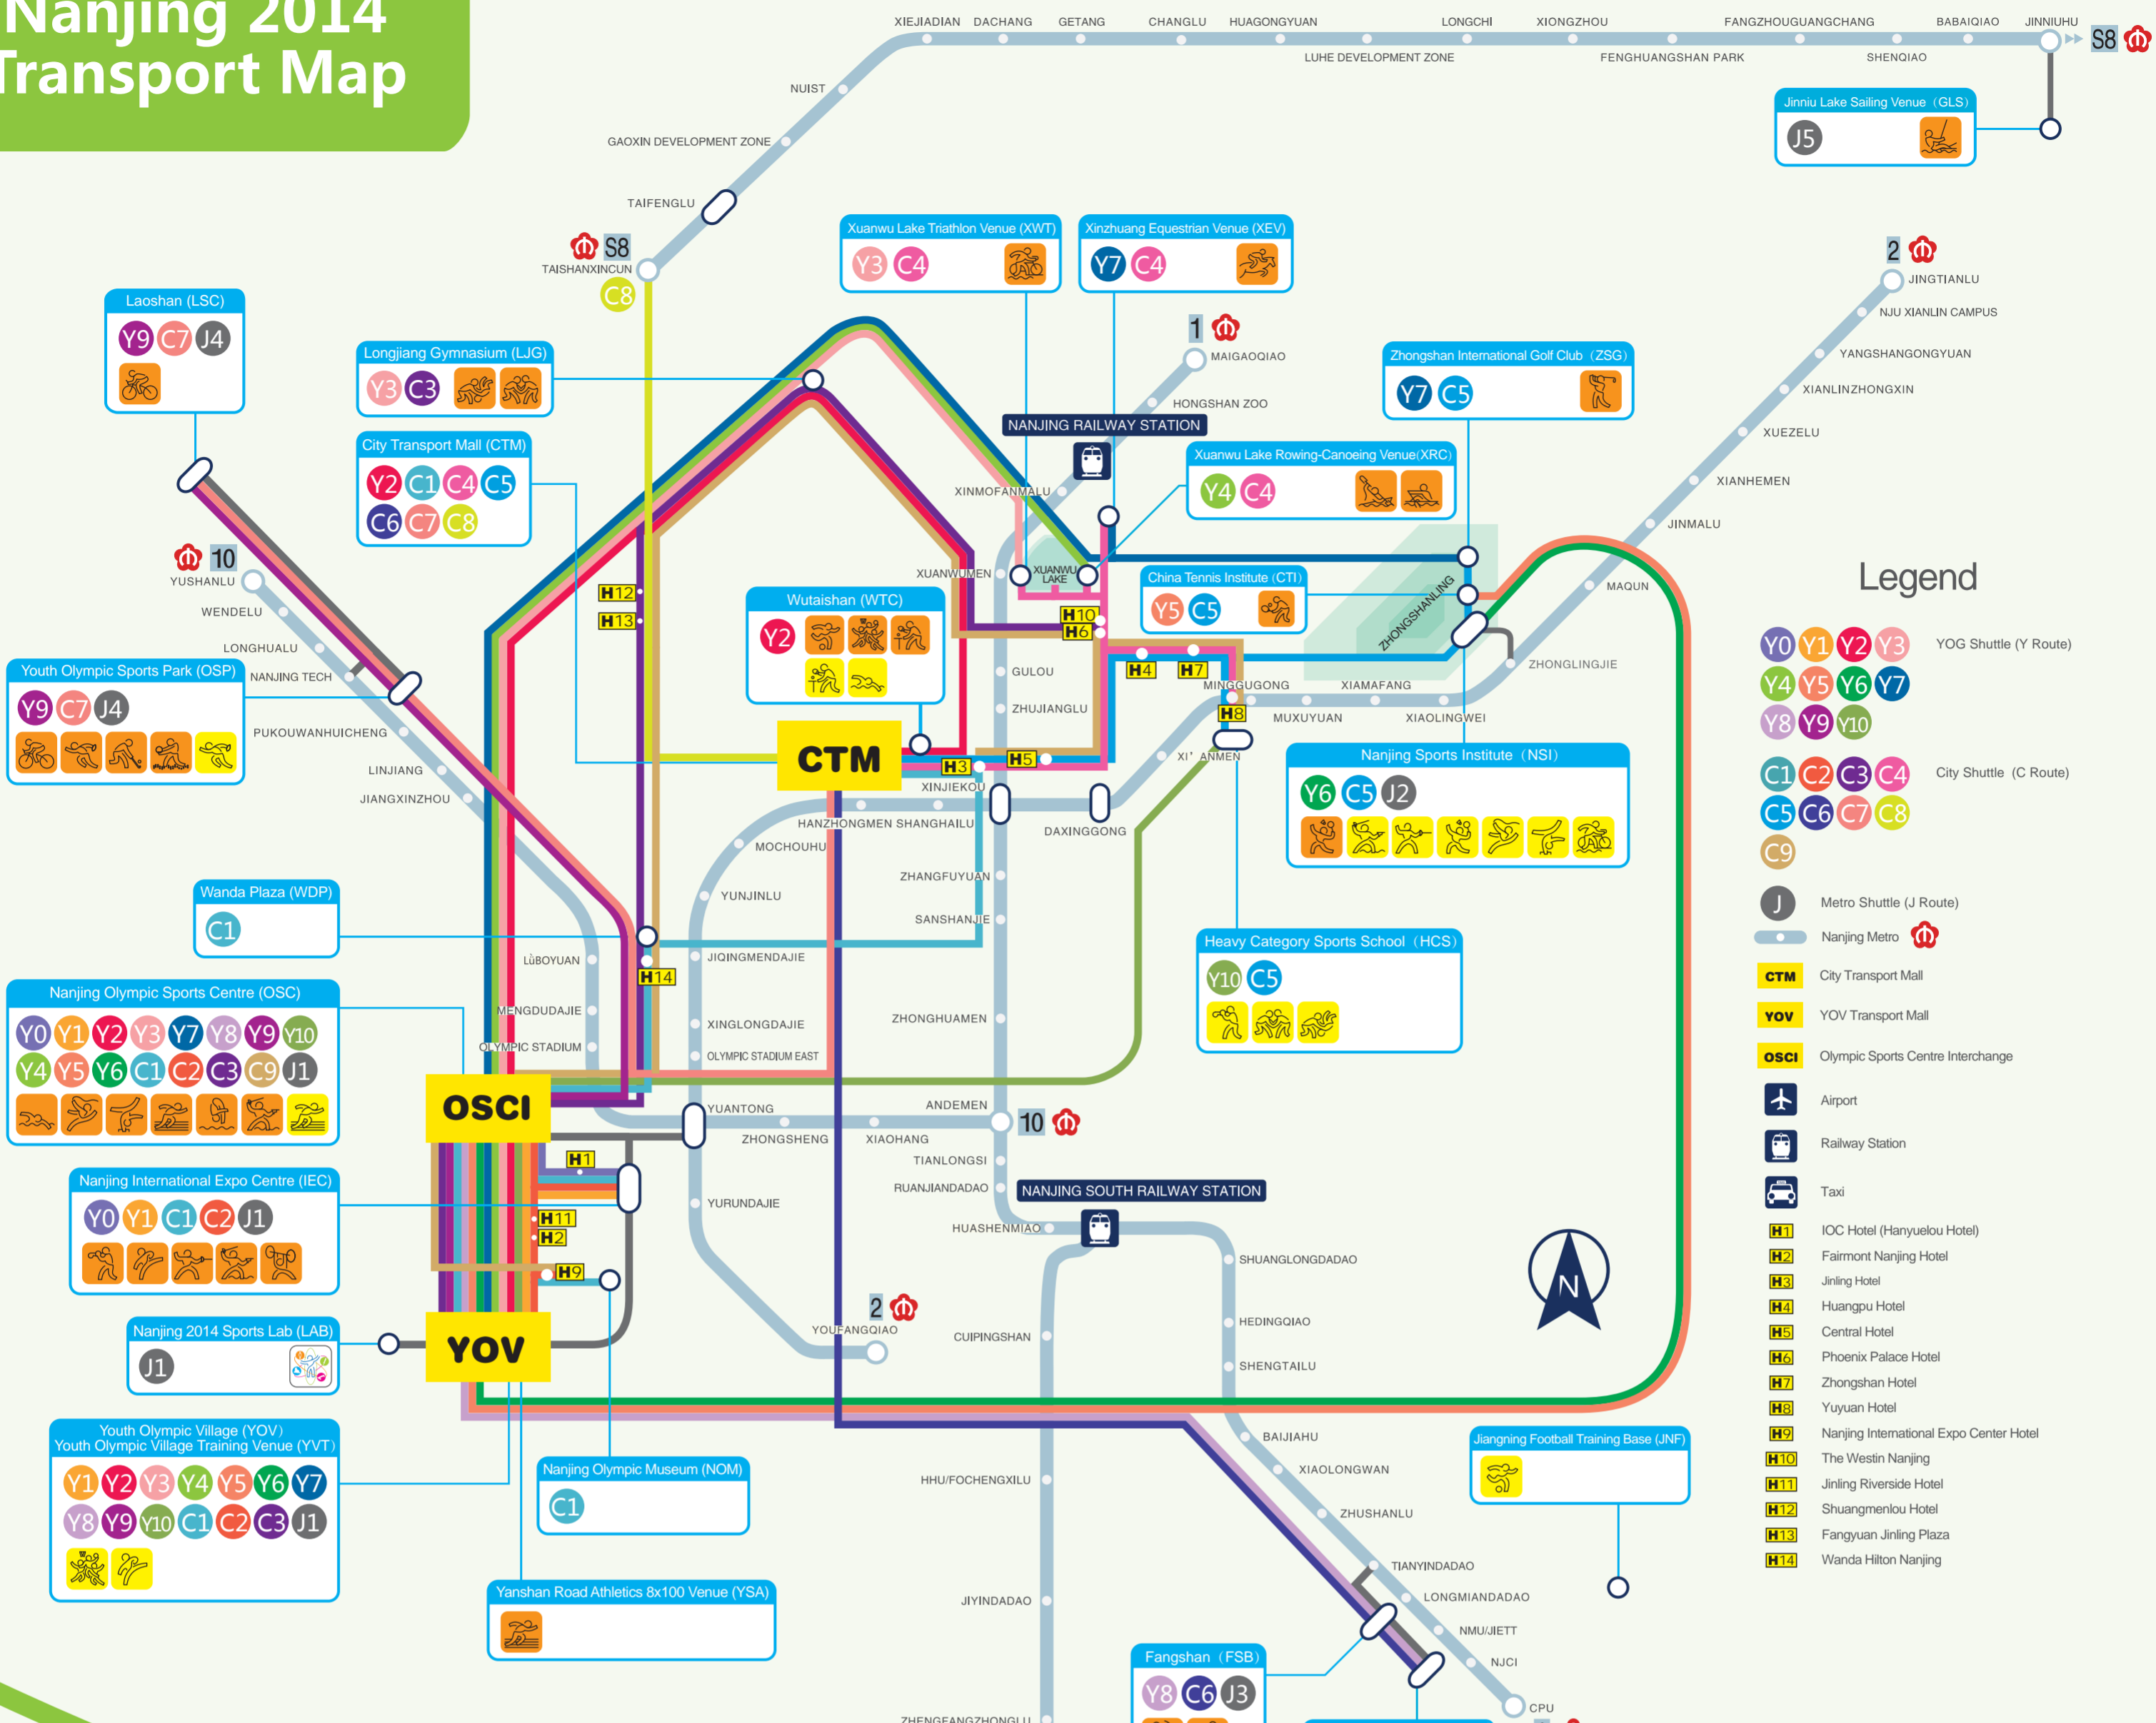 Nanjing 2014
Transport Map
XIEJIADIAN
DACHANG
GETANG
CHANGLU
HUAGONGYUAN
LUHE DEVELOPMENT ZONE
LONGCHI
XIONGZHOU
FENGHUANGSHAN PARK
FANGZHOUGUANGCHANG
SHENQIAO
BABAIQIAO
JINNIUHU
S8
NUIST
GAOXIN DEVELOPMENT ZONE
TAIFENGLU
S8
TAISHANXINCUN
C8
Jinniu Lake Sailing Venue (GLS)
J5
Xuanwu Lake Triathlon Venue (XWT)
Y3 C4
Xinzhuang Equestrian Venue (XEV)
Y7 C4
2
JINGTIANLU
NJU XIANLIN CAMPUS
YANGSHANGONGYUAN
XIANLINZHONGXIN
XUEZELU
XIANHEMEN
JINMALU
MAQUN
ZHONGLINGJIE
Laoshan (LSC)
Y9 C7 J4
Longjiang Gymnasium (LJG)
Y3 C3
City Transport Mall (CTM)
Y2 C1 C4 C5
C6 C7 C8
1
MAIGAOQIAO
HONGSHAN ZOO
NANJING RAILWAY STATION
XINMOFANMALU
Zhongshan International Golf Club (ZSG)
Y7 C5
Xuanwu Lake Rowing-Canoeing Venue(XRC)
Y4 C4
10
YUSHANLU
WENDELU
LONGHUALU
NANJING TECH
PUKOUWANHUICHENG
LINJIANG
JIANGXINZHOU
Youth Olympic Sports Park (OSP)
Y9 C7 J4
H12
H13
XUANWUMEN
XUANWU
LAKE
China Tennis Institute (CTI)
Y5 C5
ZHONGSHANLING
Wutaishan (WTC)
Y2
H10
H6
H4
H7
GULOU
ZHUJIANGLU
MINGGUGONG
H8
MUXUYUAN
XIAMAFANG
XIAOLINGWEI
XI' ANMEN
CTM
H3
H5
XINJIEKOU
HANZHONGMEN
SHANGHAILU
DAXINGGONG
MOCHOUHU
YUNJINLU
ZHANGFUYUAN
SANSHANJIE
Nanjing Sports Institute (NSI)
Y6 C5 J2
Wanda Plaza (WDP)
C1
LùBOYUAN
H14
JIQINGMENDAJIE
Heavy Category Sports School (HCS)
Y10 C5
Nanjing Olympic Sports Centre (OSC)
Y0 Y1 Y2 Y3 Y7 Y8 Y9 Y10
Y4 Y5 Y6 C1 C2 C3 C9 J1
MENGDUDAJIE
OLYMPIC STADIUM
XINGLONGDAJIE
OLYMPIC STADIUM EAST
ZHONGHUAMEN
OSCI
YUANTONG
ZHONGSHENG
XIAOHANG
ANDEMEN
10
TIANLONGSI
RUANJIANDADAO
HUASHENMIAO
NANJING SOUTH RAILWAY STATION
H1
H11
H2
H9
YURUNDAJIE
Nanjing International Expo Centre (IEC)
Y0 Y1 C1 C2 J1
Nanjing 2014 Sports Lab (LAB)
J1
YOV
2
YOUFANGQIAO
SHUANGLONGDADAO
HEDINGQIAO
SHENGTAILU
CUIPINGSHAN
HHU/FOCHENGXILU
JIYINDADAO
ZHENGFANGZHONGLU
BAIJIAHU
XIAOLONGWAN
ZHUSHANLU
TIANYINDADAO
LONGMIANDADAO
NMU/JIETT
NJCI
CPU
Youth Olympic Village (YOV)
Youth Olympic Village Training Venue (YVT)
Y1 Y2 Y3 Y4 Y5 Y6 Y7
Y8 Y9 Y10 C1 C2 C3 J1
Nanjing Olympic Museum (NOM)
C1
Yanshan Road Athletics 8x100 Venue (YSA)
Jiangning Football Training Base (JNF)
Fangshan (FSB)
Y8 C6 J3
N
Legend
Y0 Y1 Y2 Y3 YOG Shuttle (Y Route)
Y4 Y5 Y6 Y7
Y8 Y9 Y10
C1 C2 C3 C4 City Shuttle (C Route)
C5 C6 C7 C8
C9
J Metro Shuttle (J Route)
Nanjing Metro
CTM City Transport Mall
YOV YOV Transport Mall
OSCI Olympic Sports Centre Interchange
Airport
Railway Station
Taxi
H1 IOC Hotel (Hanyuelou Hotel)
H2 Fairmont Nanjing Hotel
H3 Jinling Hotel
H4 Huangpu Hotel
H5 Central Hotel
H6 Phoenix Palace Hotel
H7 Zhongshan Hotel
H8 Yuyuan Hotel
H9 Nanjing International Expo Center Hotel
H10 The Westin Nanjing
H11 Jinling Riverside Hotel
H12 Shuangmenlou Hotel
H13 Fangyuan Jinling Plaza
H14 Wanda Hilton Nanjing